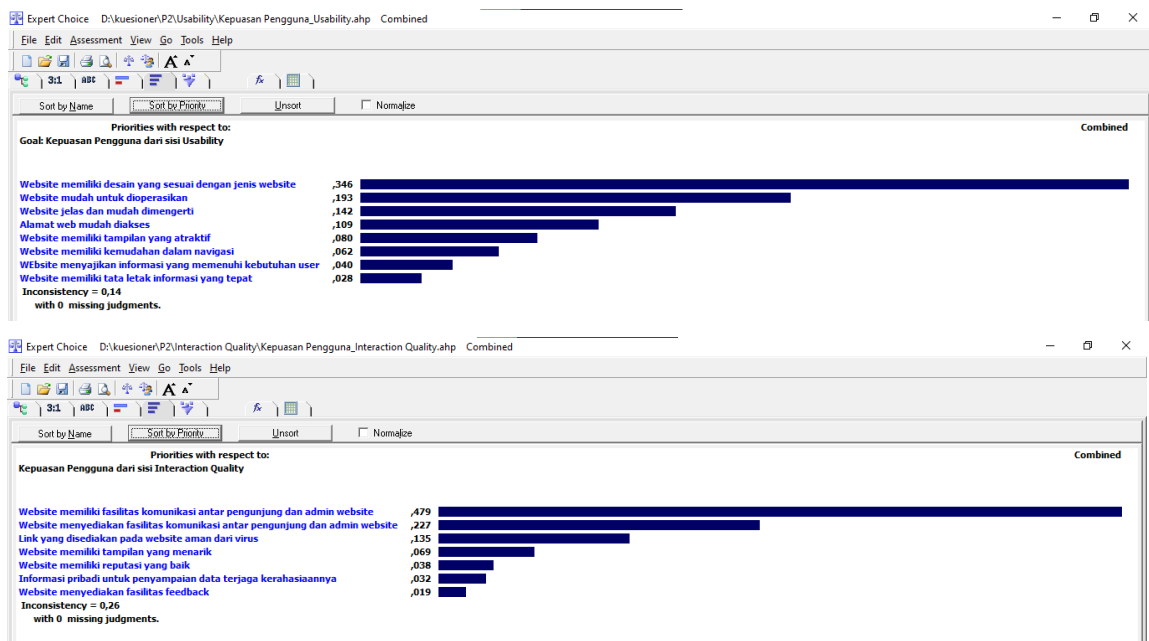 Expert Choice D:\kuesioner\P2\Usability\Kepuasan Pengguna_Usability.ahp Combined
File Edit Assessment View Go Tools Help
3:1 ABC fx
Sort by Name Sort by Priority Unsort Normalize
Priorities with respect to: Combined
Goal: Kepuasan Pengguna dari sisi Usability
Website memiliki desain yang sesuai dengan jenis website ,346
Website mudah untuk dioperasikan ,193
Website jelas dan mudah dimengerti ,142
Alamat web mudah diakses ,109
Website memiliki tampilan yang atraktif ,080
Website memiliki kemudahan dalam navigasi ,062
WEbsite menyajikan informasi yang memenuhi kebutuhan user ,040
Website memiliki tata letak informasi yang tepat ,028
Inconsistency = 0,14
with 0 missing judgments.
Expert Choice D:\kuesioner\P2\Interaction Quality\Kepuasan Pengguna_Interaction Quality.ahp Combined
File Edit Assessment View Go Tools Help
3:1 ABC fx
Sort by Name Sort by Priority Unsort Normalize
Priorities with respect to: Combined
Kepuasan Pengguna dari sisi Interaction Quality
Website memiliki fasilitas komunikasi antar pengunjung dan admin website ,479
Website menyediakan fasilitas komunikasi antar pengunjung dan admin website ,227
Link yang disediakan pada website aman dari virus ,135
Website memiliki tampilan yang menarik ,069
Website memiliki reputasi yang baik ,038
Informasi pribadi untuk penyampaian data terjaga kerahasiaannya ,032
Website menyediakan fasilitas feedback ,019
Inconsistency = 0,26
with 0 missing judgments.